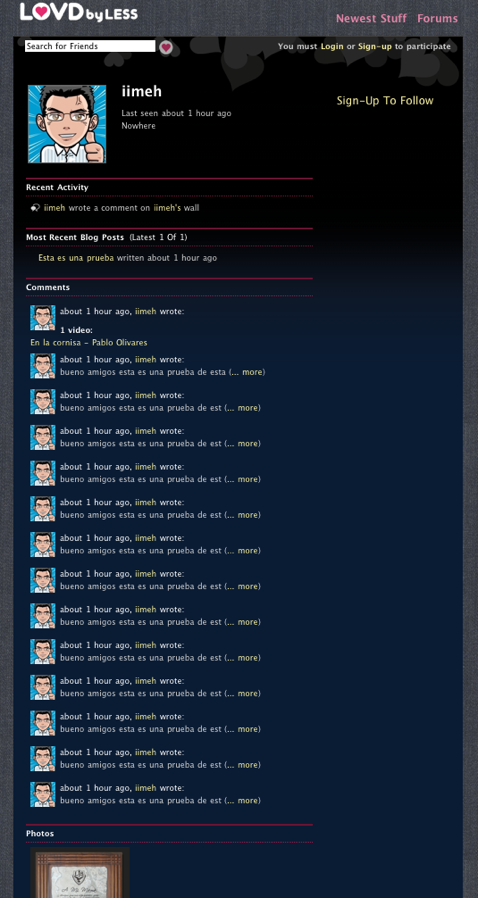 LOVD by LESS
Newest Stuff Forums
Search for Friends
You must Login or Sign-up to participate
iimeh
Last seen about 1 hour ago
Nowhere
Sign-Up To Follow
Recent Activity
iimeh wrote a comment on iimeh's wall
Most Recent Blog Posts (Latest 1 Of 1)
Esta es una prueba written about 1 hour ago
Comments
about 1 hour ago, iimeh wrote:
1 video:
En la cornisa - Pablo Olivares
about 1 hour ago, iimeh wrote:
bueno amigos esta es una prueba de esta (... more)
about 1 hour ago, iimeh wrote:
bueno amigos esta es una prueba de est (... more)
about 1 hour ago, iimeh wrote:
bueno amigos esta es una prueba de est (... more)
about 1 hour ago, iimeh wrote:
bueno amigos esta es una prueba de est (... more)
about 1 hour ago, iimeh wrote:
bueno amigos esta es una prueba de est (... more)
about 1 hour ago, iimeh wrote:
bueno amigos esta es una prueba de est (... more)
about 1 hour ago, iimeh wrote:
bueno amigos esta es una prueba de est (... more)
about 1 hour ago, iimeh wrote:
bueno amigos esta es una prueba de est (... more)
about 1 hour ago, iimeh wrote:
bueno amigos esta es una prueba de est (... more)
about 1 hour ago, iimeh wrote:
bueno amigos esta es una prueba de est (... more)
about 1 hour ago, iimeh wrote:
bueno amigos esta es una prueba de est (... more)
about 1 hour ago, iimeh wrote:
bueno amigos esta es una prueba de est (... more)
about 1 hour ago, iimeh wrote:
bueno amigos esta es una prueba de est (... more)
Photos